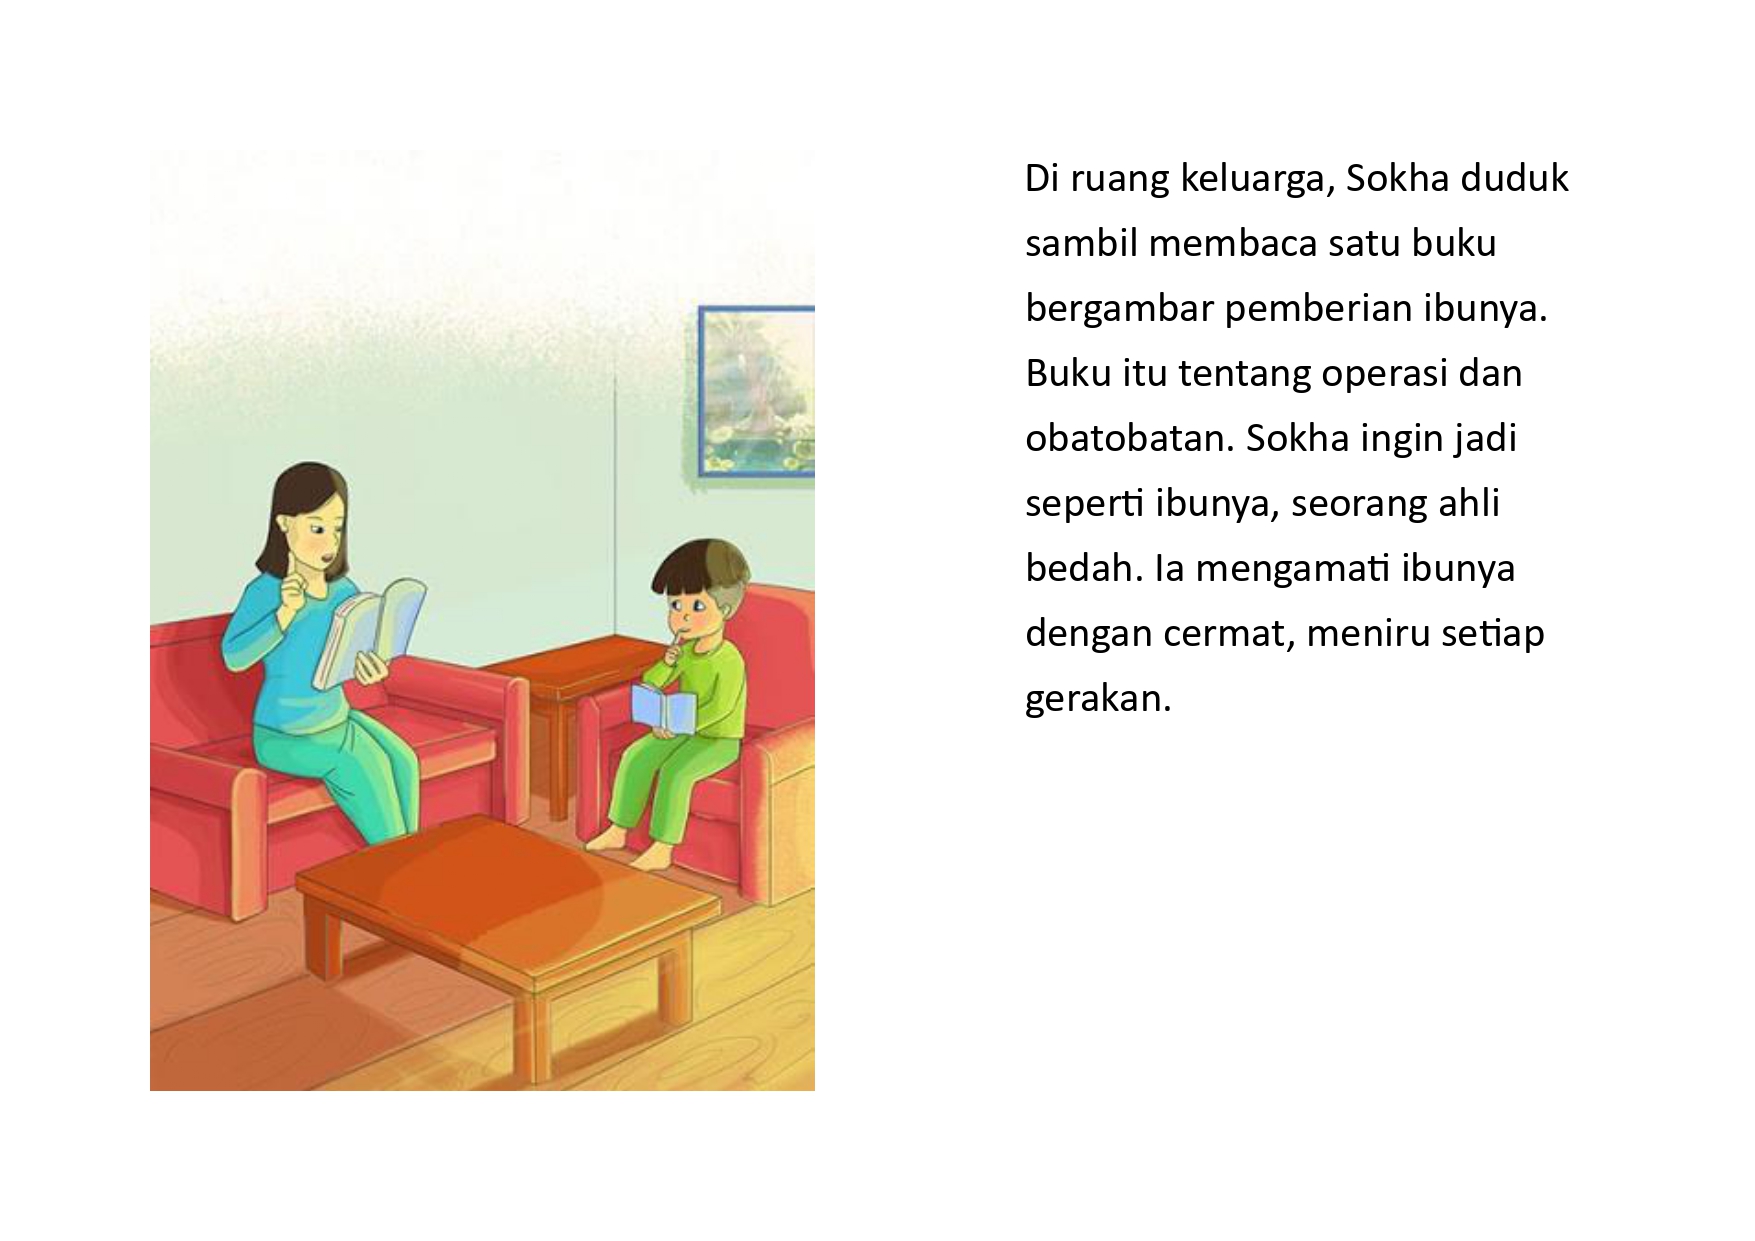 Di ruang keluarga, Sokha duduk
sambil membaca satu buku
bergambar pemberian ibunya.
Buku itu tentang operasi dan
obatobatan. Sokha ingin jadi
seperti ibunya, seorang ahli
bedah. Ia mengamati ibunya
dengan cermat, meniru setiap
gerakan.